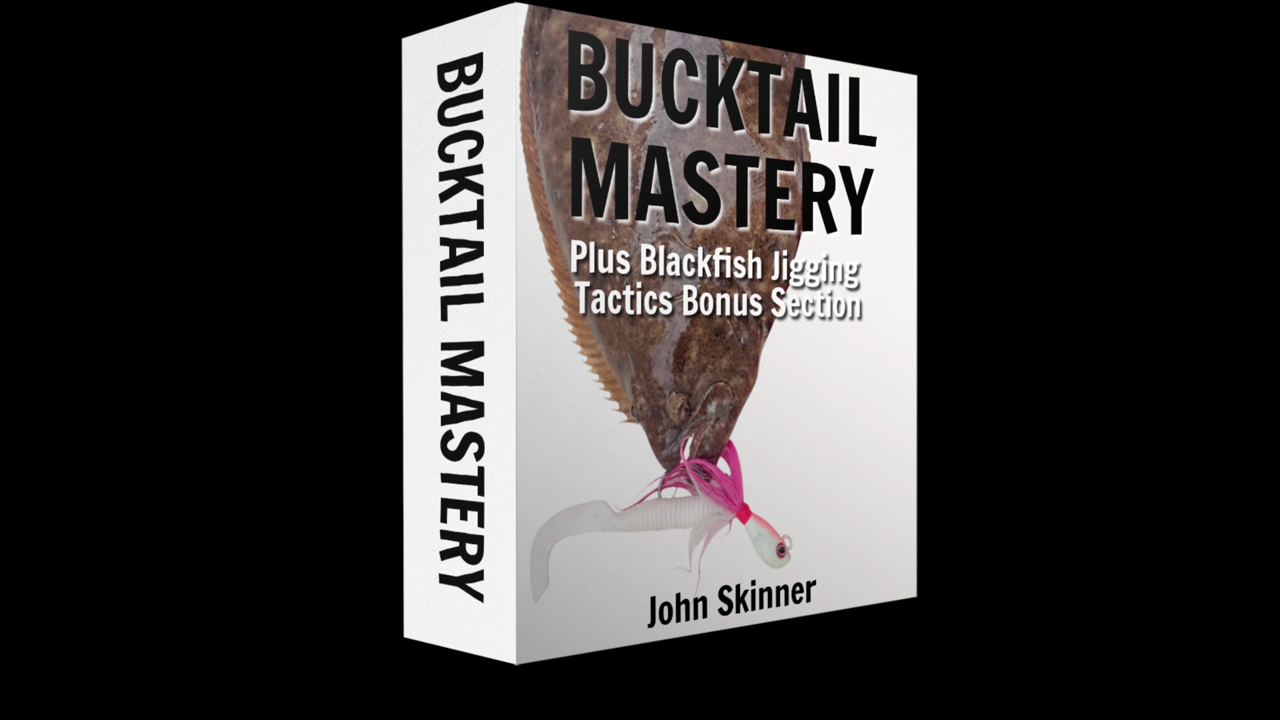 BUCKTAIL MASTERY
BUCKTAIL
MASTERY
Plus Blackfish Jigging
Tactics Bonus Section
John Skinner